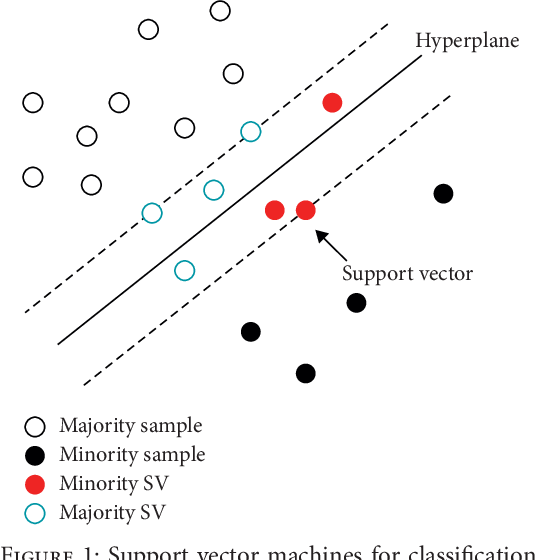 Hyperplane
Support vector
Majority sample
Minority sample
Minority SV
Majority SV
FIGURE 1: Support vector machines for classification